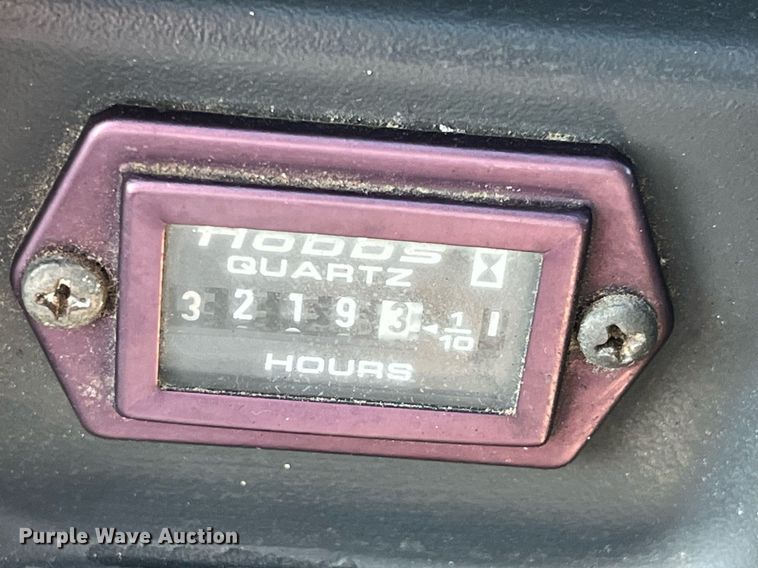 HOBBS
QUARTZ
3 2 1 9 3 ◄ 1/10
HOURS
Purple Wave Auction